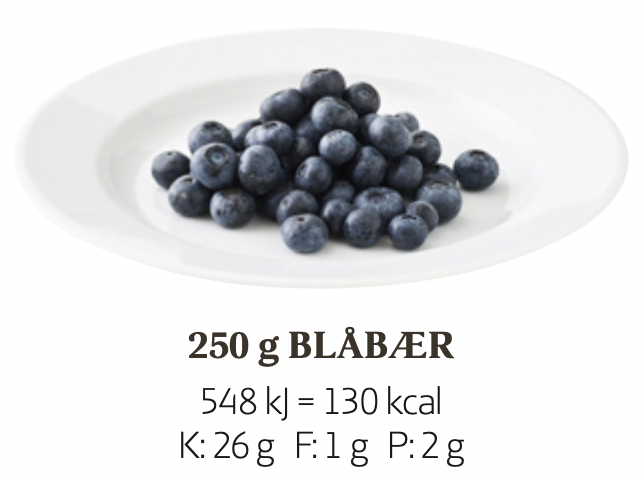 250 g BLÅBÆR
548 kJ = 130 kcal
K: 26 g F: 1 g P: 2 g